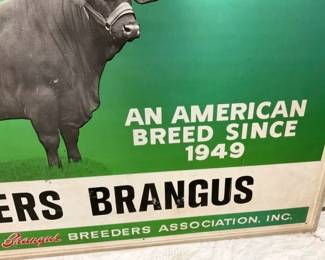 AN AMERICAN
BREED SINCE
1949
ERS BRANGUS
Brangus BREEDERS ASSOCIATION, INC.